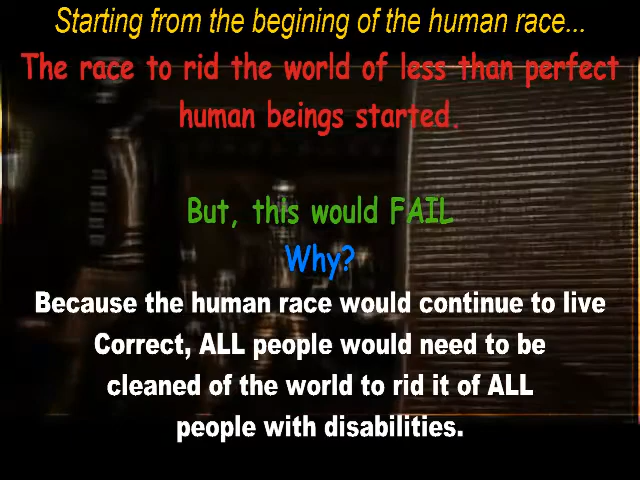 Starting from the begining of the human race...
The race to rid the world of less than perfect
human beings started.
But, this would FAIL
Why?
Because the human race would continue to live
Correct, ALL people would need to be
cleaned of the world to rid it of ALL
people with disabilities.